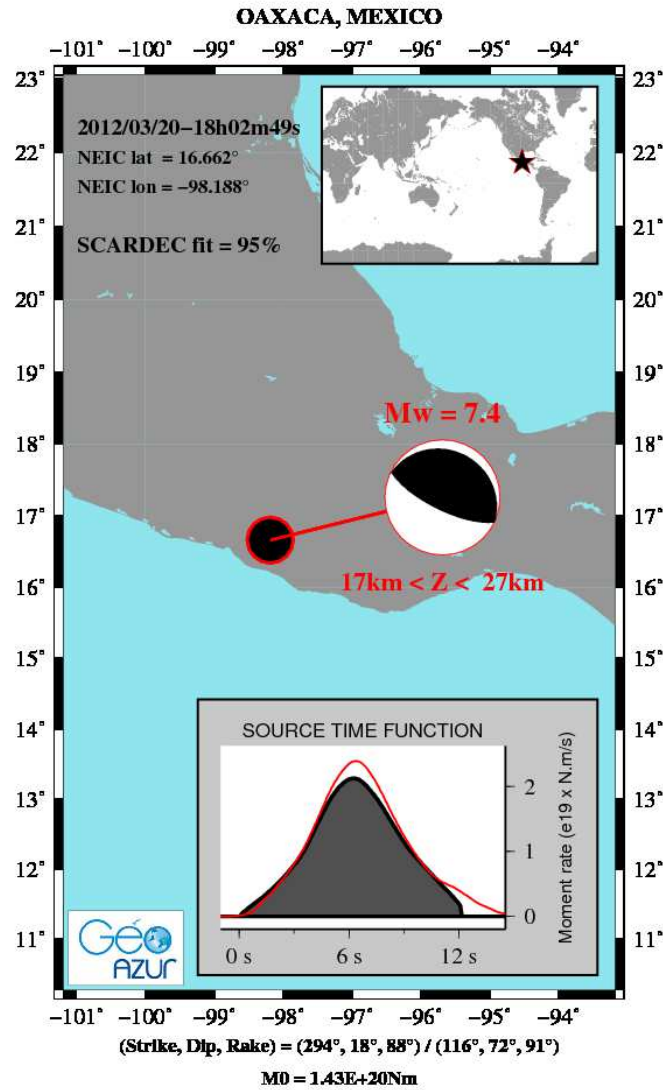 OAXACA, MEXICO
−101° −100° −99° −98° −97° −96° −95° −94°
23° 23°
2012/03/20−18h02m49s
NEIC lat = 16.662°
22° 22°
NEIC lon = −98.188°
21° 21°
SCARDEC fit = 95%
20° 20°
19° 19°
Mw = 7.4
18° 18°
17° 17°
17km < Z < 27km
16° 16°
15° 15°
14° 14°
SOURCE TIME FUNCTION
13° 13°
2
12° 12°
1
Moment rate (e19 x N.m/s)
0
11° 11°
Géo
AZUR
0 s 6 s 12 s
−101° −100° −99° −98° −97° −96° −95° −94°
(Strike, Dip, Rake) = (294°, 18°, 88°) / (116°, 72°, 91°)
M0 = 1.43E+20Nm